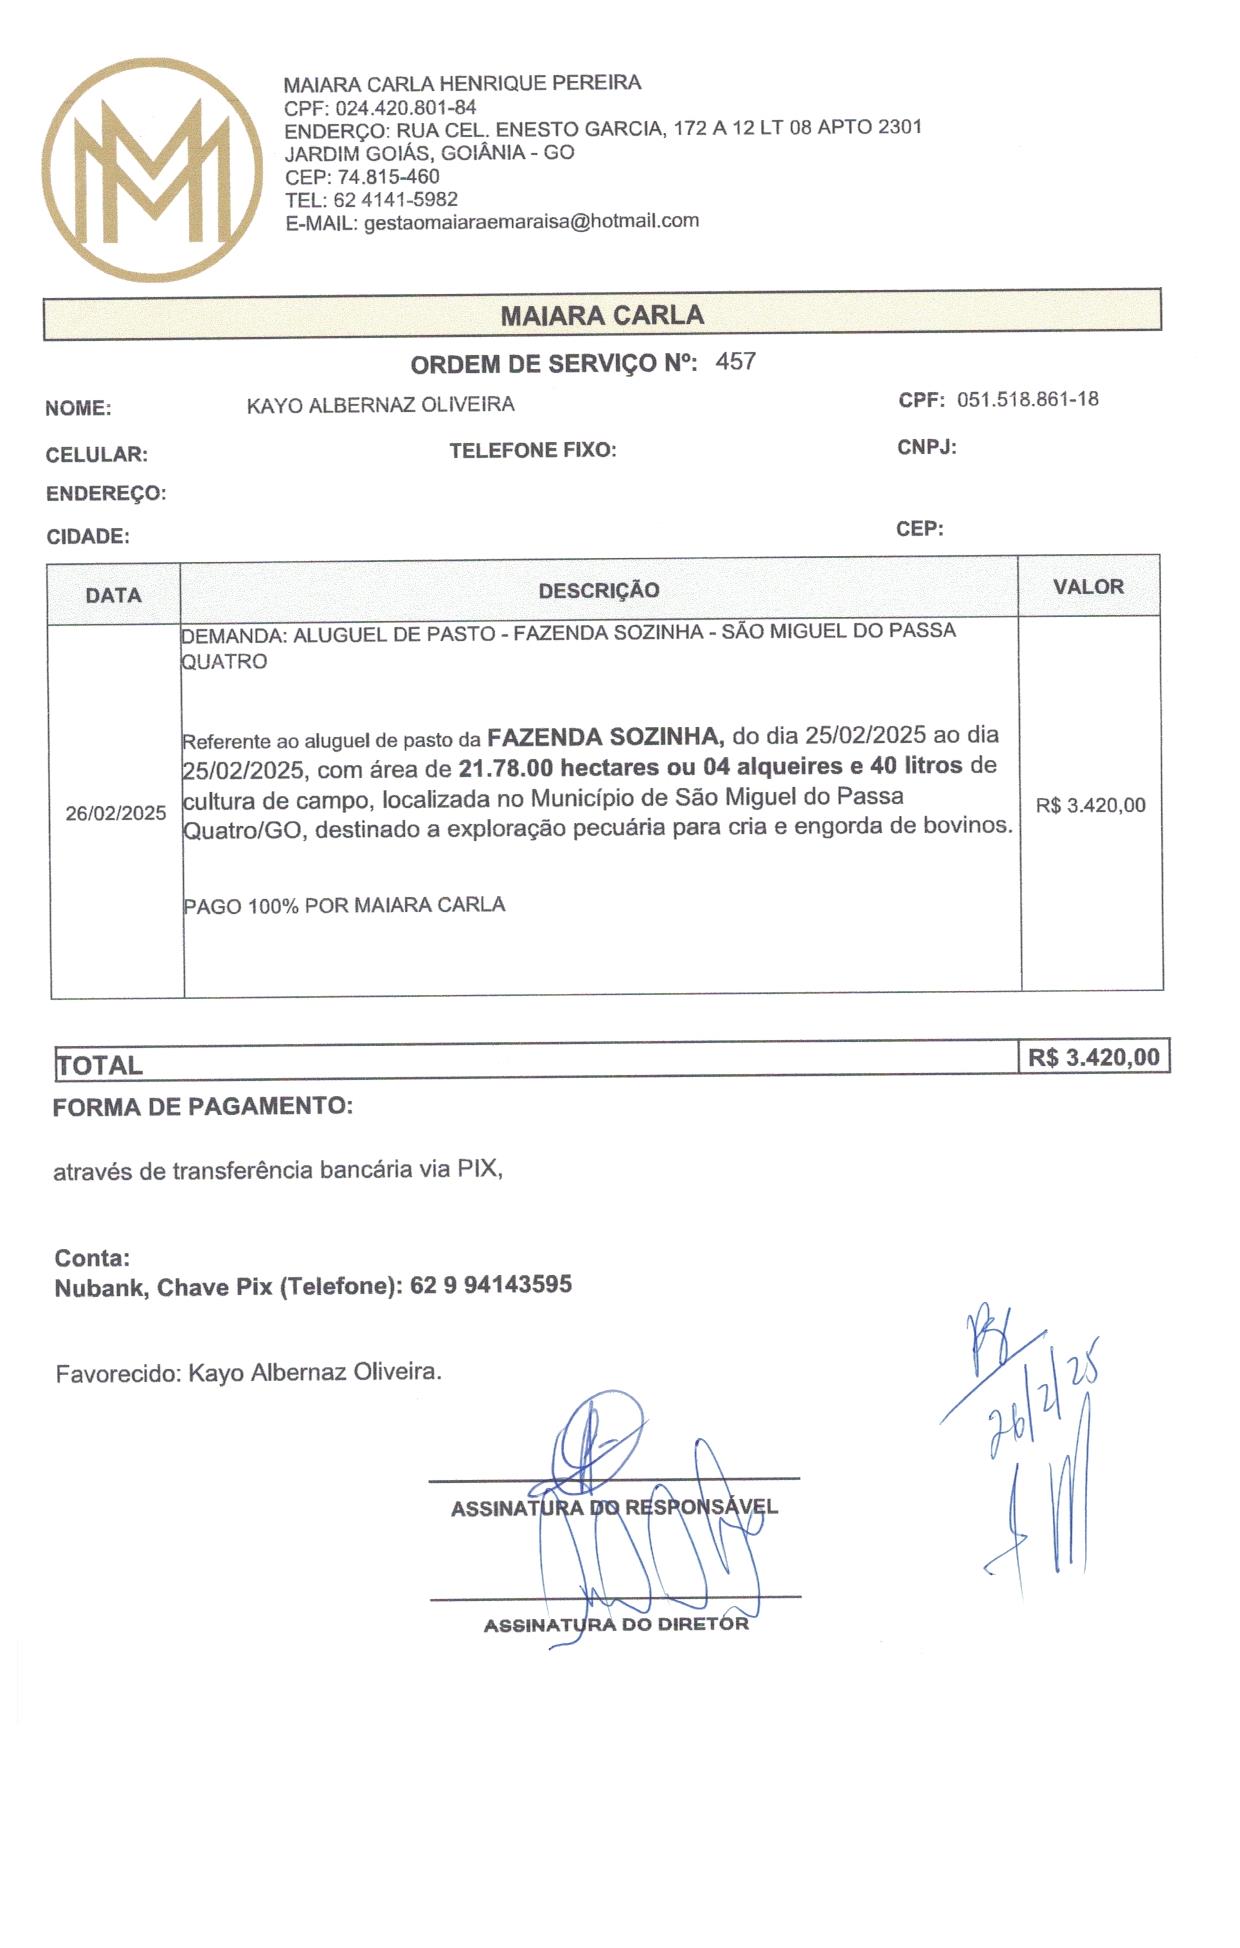 MAIARA CARLA HENRIQUE PEREIRA
CPF: 024.420.801-84
ENDERÇO: RUA CEL. ENESTO GARCIA, 172 A 12 LT 08 APTO 2301
JARDIM GOIÁS, GOIÂNIA - GO
CEP: 74.815-460
TEL: 62 4141-5982
E-MAIL: gestaomaiaraemaraisa@hotmail.com
MAIARA CARLA
ORDEM DE SERVIÇO Nº: 457
NOME: KAYO ALBERNAZ OLIVEIRA CPF: 051.518.861-18
CELULAR: TELEFONE FIXO: CNPJ:
ENDEREÇO:
CIDADE: CEP:
DATA DESCRIÇÃO VALOR
DEMANDA: ALUGUEL DE PASTO - FAZENDA SOZINHA - SÃO MIGUEL DO PASSA
QUATRO
Referente ao aluguel de pasto da FAZENDA SOZINHA, do dia 25/02/2025 ao dia
25/02/2025, com área de 21.78.00 hectares ou 04 alqueires e 40 litros de
cultura de campo, localizada no Município de São Miguel do Passa
26/02/2025 R$ 3.420,00
Quatro/GO, destinado a exploração pecuária para cria e engorda de bovinos.
PAGO 100% POR MAIARA CARLA
TOTAL R$ 3.420,00
FORMA DE PAGAMENTO:
através de transferência bancária via PIX,
Conta:
Nubank, Chave Pix (Telefone): 62 9 94143595
Favorecido: Kayo Albernaz Oliveira.
26/2/25
ASSINATURA DO RESPONSÁVEL
ASSINATURA DO DIRETOR